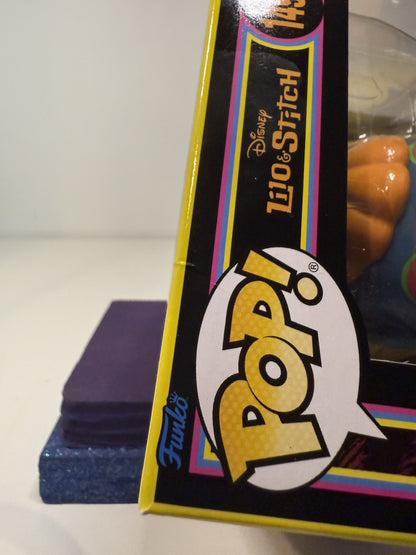 Disney
Lilo & Stitch
POP!®
Funko